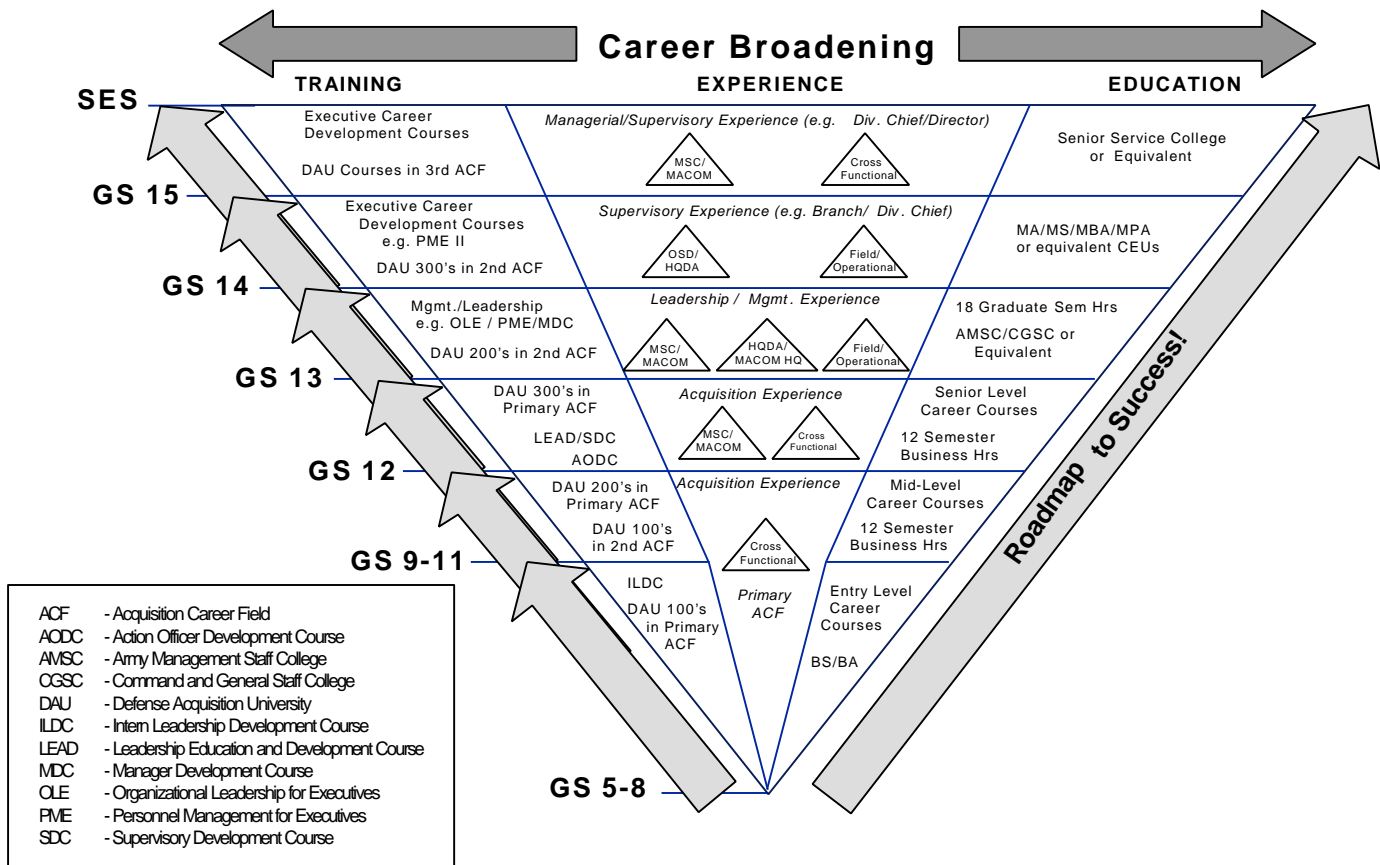 Career Broadening
TRAINING
EXPERIENCE
EDUCATION
SES
Executive Career
Development Courses
DAU Courses in 3rd ACF
Managerial/Supervisory Experience (e.g. Div. Chief/Director)
MSC/
MACOM
Cross
Functional
Senior Service College
or Equivalent
GS 15
Executive Career
Development Courses
e.g. PME II
DAU 300's in 2nd ACF
Supervisory Experience (e.g. Branch/ Div. Chief)
OSD/
HQDA
Field/
Operational
MA/MS/MBA/MPA
or equivalent CEUs
GS 14
Mgmt./Leadership
e.g. OLE / PME/MDC
DAU 200's in 2nd ACF
Leadership / Mgmt. Experience
MSC/
MACOM
HQDA/
MACOM HQ
Field/
Operational
18 Graduate Sem Hrs
AMSC/CGSC or
Equivalent
GS 13
DAU 300's in
Primary ACF
LEAD/SDC
AODC
Acquisition Experience
MSC/
MACOM
Cross
Functional
Senior Level
Career Courses
12 Semester
Business Hrs
GS 12
DAU 200's in
Primary ACF
DAU 100's
in 2nd ACF
Acquisition Experience
Cross
Functional
Mid-Level
Career Courses
12 Semester
Business Hrs
GS 9-11
ILDC
DAU 100's
in Primary
ACF
Primary
ACF
Entry Level
Career
Courses
BS/BA
GS 5-8
Roadmap to Success!
ACF - Acquisition Career Field
AODC - Action Officer Development Course
AMSC - Army Management Staff College
CGSC - Command and General Staff College
DAU - Defense Acquisition University
ILDC - Intern Leadership Development Course
LEAD - Leadership Education and Development Course
MDC - Manager Development Course
OLE - Organizational Leadership for Executives
PME - Personnel Management for Executives
SDC - Supervisory Development Course